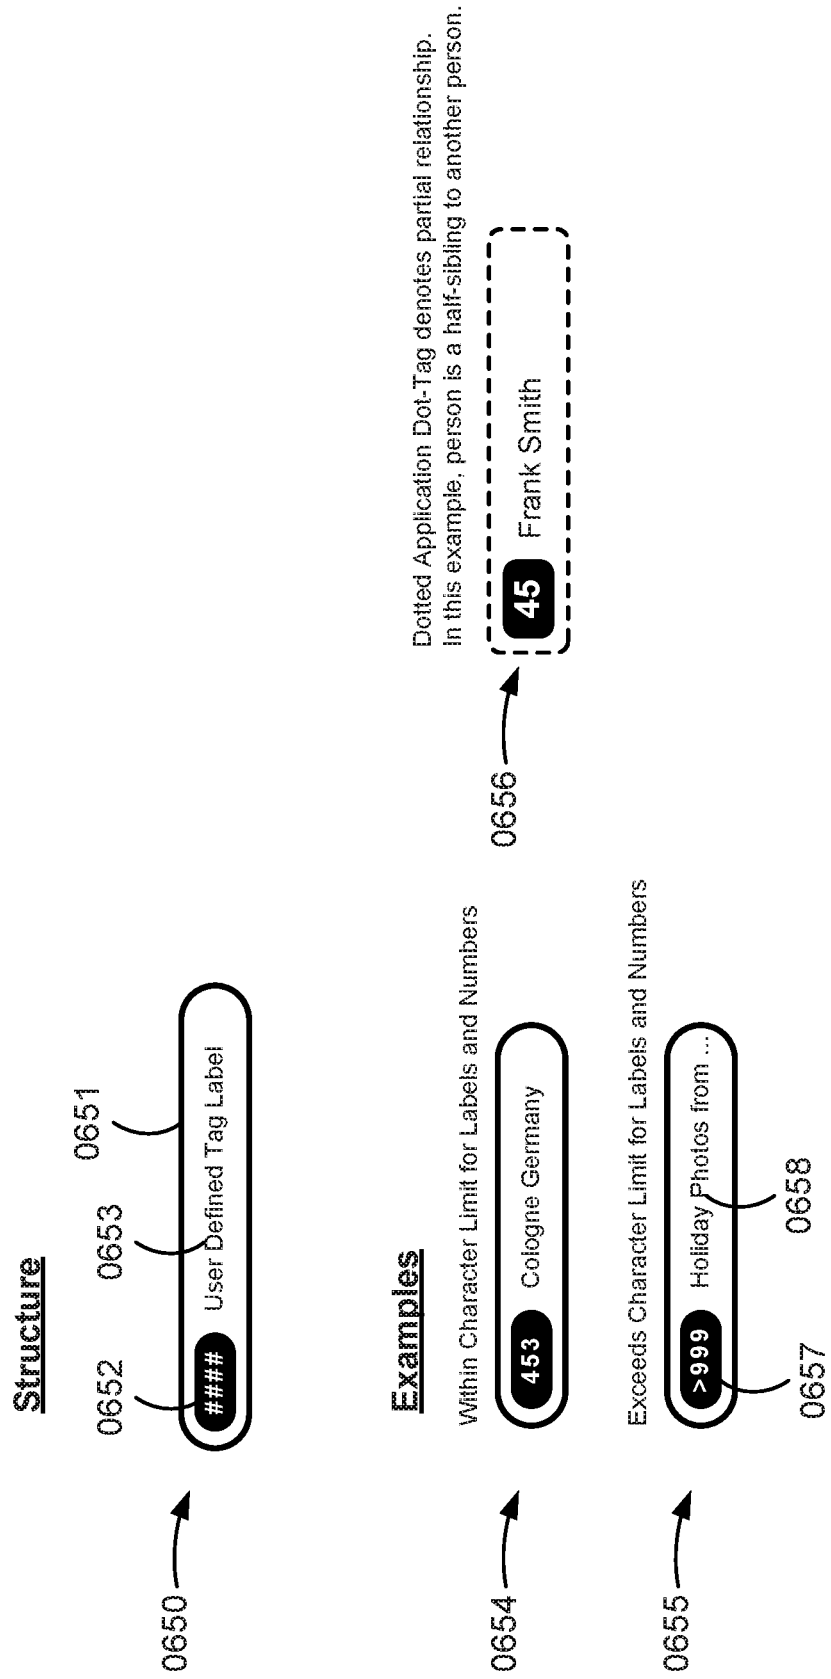 Structure
0652
0653
0651
0650
####
User Defined Tag Label
Examples
Within Character Limit for Labels and Numbers
0654
453
Cologne Germany
Exceeds Character Limit for Labels and Numbers
0655
>999
Holiday Photos from ...
0657
0658
Dotted Application Dot-Tag denotes partial relationship.
In this example, person is a half-sibling to another person.
0656
45
Frank Smith